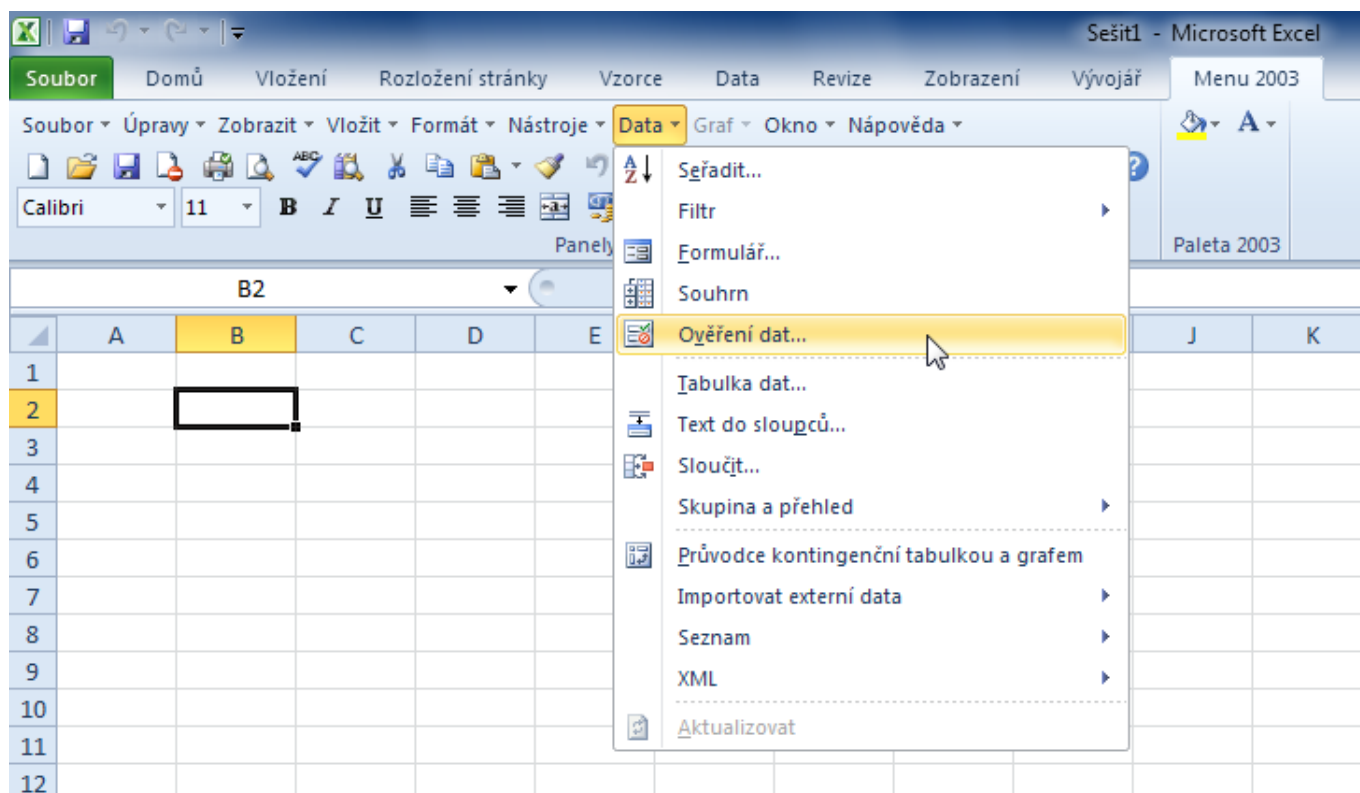 Sešit1 - Microsoft Excel
Soubor Domů Vložení Rozložení stránky Vzorce Data Revize Zobrazení Vývojář Menu 2003
Soubor Úpravy Zobrazit Vložit Formát Nástroje Data Graf Okno Nápověda A
ABC
Calibri 11 B I U
Panely
Paleta 2003
Seřadit...
Filtr
Formulář...
Souhrn
Ověření dat...
Tabulka dat...
Text do sloupců...
Sloučit...
Skupina a přehled
Průvodce kontingenční tabulkou a grafem
Importovat externí data
Seznam
XML
Aktualizovat
B2
A B C D E J K
1
2
3
4
5
6
7
8
9
10
11
12